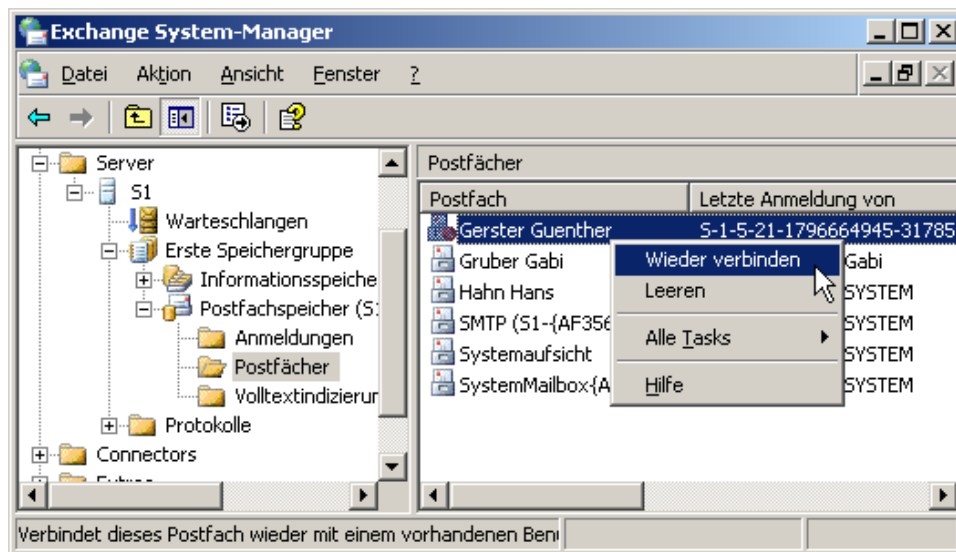 Exchange System-Manager
Datei Aktion Ansicht Fenster ?
Server
S1
Warteschlangen
Erste Speichergruppe
Informationsspeiche
Postfachspeicher (S
Anmeldungen
Postfächer
Volltextindizierur
Protokolle
Connectors
Postfächer
Postfach Letzte Anmeldung von
Gerster Guenther S-1-5-21-1796664945-31785
Gruber Gabi Gabi
Hahn Hans SYSTEM
SMTP (S1-{AF356 SYSTEM
Systemaufsicht SYSTEM
SystemMailbox{A SYSTEM
Wieder verbinden
Leeren
Alle Tasks
Hilfe
Verbindet dieses Postfach wieder mit einem vorhandenen Ben